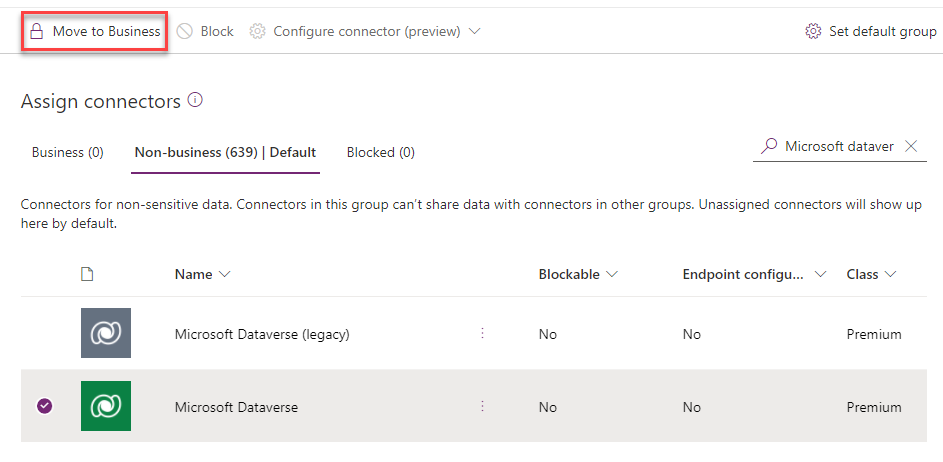 Move to Business Block Configure connector (preview) Set default group
Assign connectors
Business (0) Non-business (639) | Default Blocked (0) Microsoft dataver
Connectors for non-sensitive data. Connectors in this group can't share data with connectors in other groups. Unassigned connectors will show up
here by default.
Name Blockable Endpoint configu... Class
Microsoft Dataverse (legacy) No No Premium
Microsoft Dataverse No No Premium